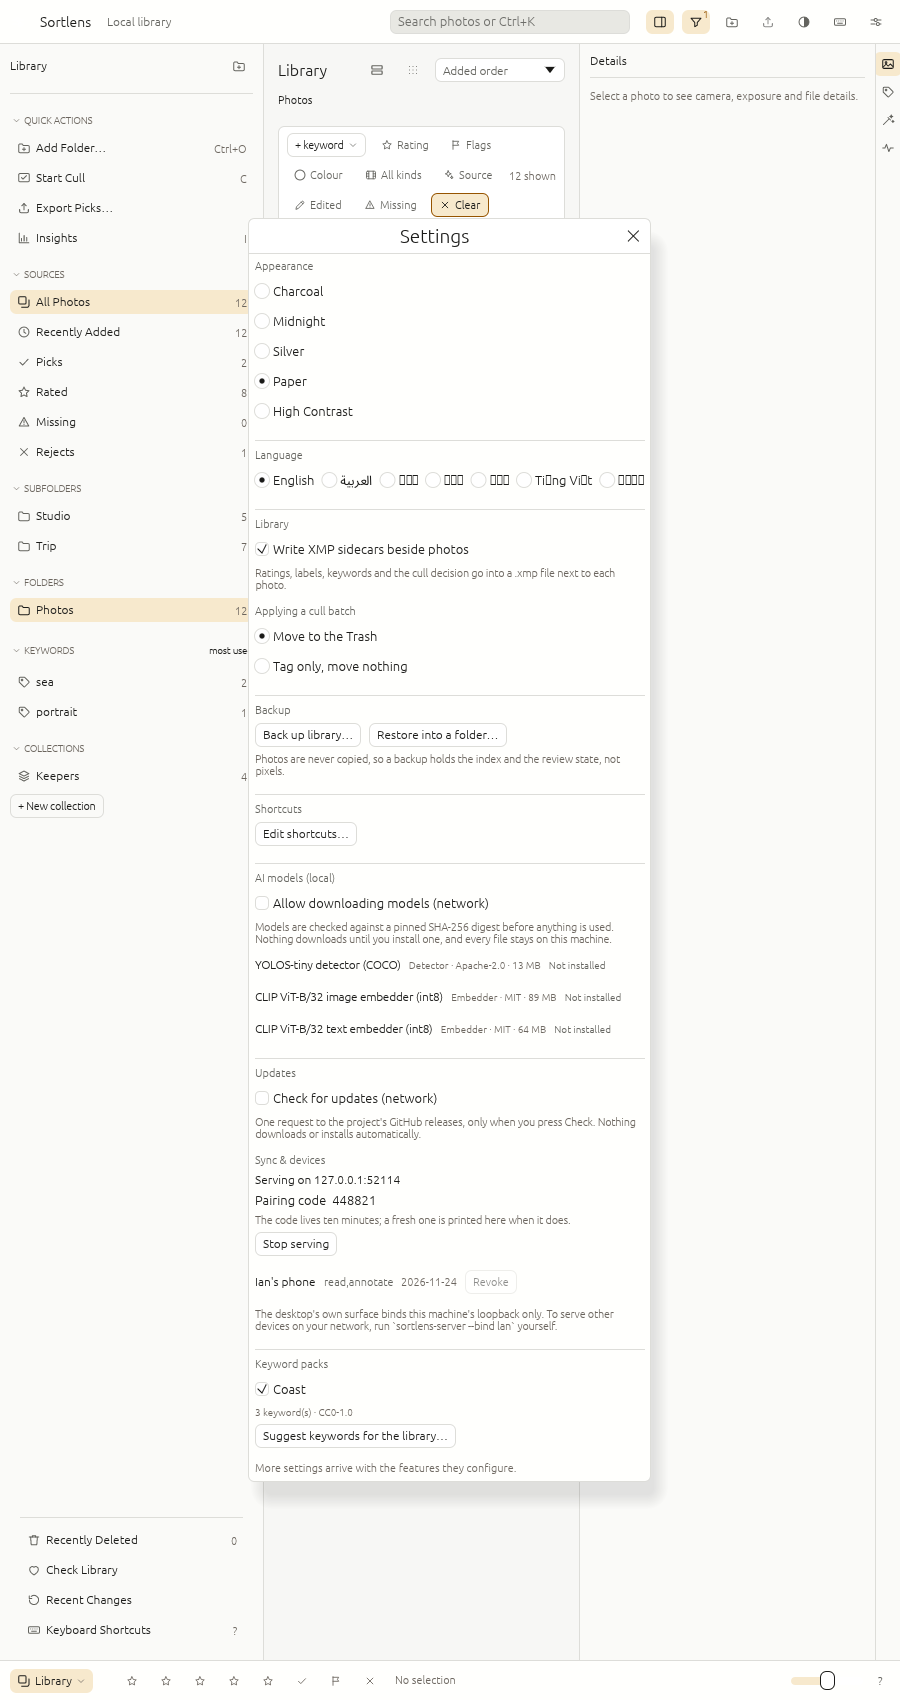 Sortlens Local library Search photos or Ctrl+K 1
Library
QUICK ACTIONS
Add Folder... Ctrl+O
Start Cull C
Export Picks...
Insights I
SOURCES
All Photos 12
Recently Added 12
Picks 2
Rated 8
Missing 0
Rejects 1
SUBFOLDERS
Studio 5
Trip 7
FOLDERS
Photos 12
KEYWORDS most use
sea 2
portrait 1
COLLECTIONS
Keepers 4
+ New collection
Recently Deleted 0
Check Library
Recent Changes
Keyboard Shortcuts ?
Library Added order
Photos
+ keyword Rating Flags
Colour All kinds Source 12 shown
Edited Missing Clear
Details
Select a photo to see camera, exposure and file details.
Settings
Appearance
Charcoal
Midnight
Silver
Paper
High Contrast
Language
English العربية
Library
Write XMP sidecars beside photos
Ratings, labels, keywords and the cull decision go into a .xmp file next to each
photo.
Applying a cull batch
Move to the Trash
Tag only, move nothing
Backup
Back up library... Restore into a folder...
Photos are never copied, so a backup holds the index and the review state, not
pixels.
Shortcuts
Edit shortcuts...
AI models (local)
Allow downloading models (network)
Models are checked against a pinned SHA-256 digest before anything is used.
Nothing downloads until you install one, and every file stays on this machine.
YOLOS-tiny detector (COCO) Detector · Apache-2.0 · 13 MB Not installed
CLIP ViT-B/32 image embedder (int8) Embedder · MIT · 89 MB Not installed
CLIP ViT-B/32 text embedder (int8) Embedder · MIT · 64 MB Not installed
Updates
Check for updates (network)
One request to the project's GitHub releases, only when you press Check. Nothing
downloads or installs automatically.
Sync & devices
Serving on 127.0.0.1:52114
Pairing code 448821
The code lives ten minutes; a fresh one is printed here when it does.
Stop serving
Ian's phone read,annotate 2026-11-24 Revoke
The desktop's own surface binds this machine's loopback only. To serve other
devices on your network, run `sortlens-server --bind lan` yourself.
Keyword packs
Coast
3 keyword(s) · CC0-1.0
Suggest keywords for the library...
More settings arrive with the features they configure.
Library No selection ?